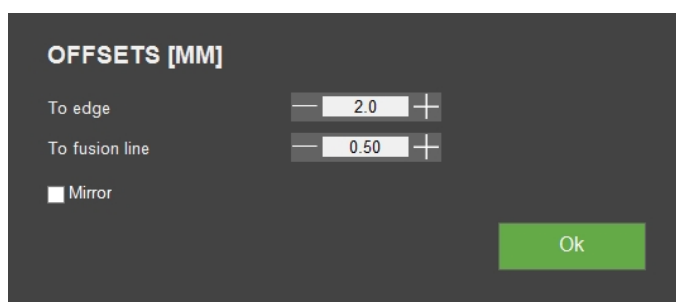 OFFSETS [MM]
To edge 2.0
To fusion line 0.50
Mirror
Ok